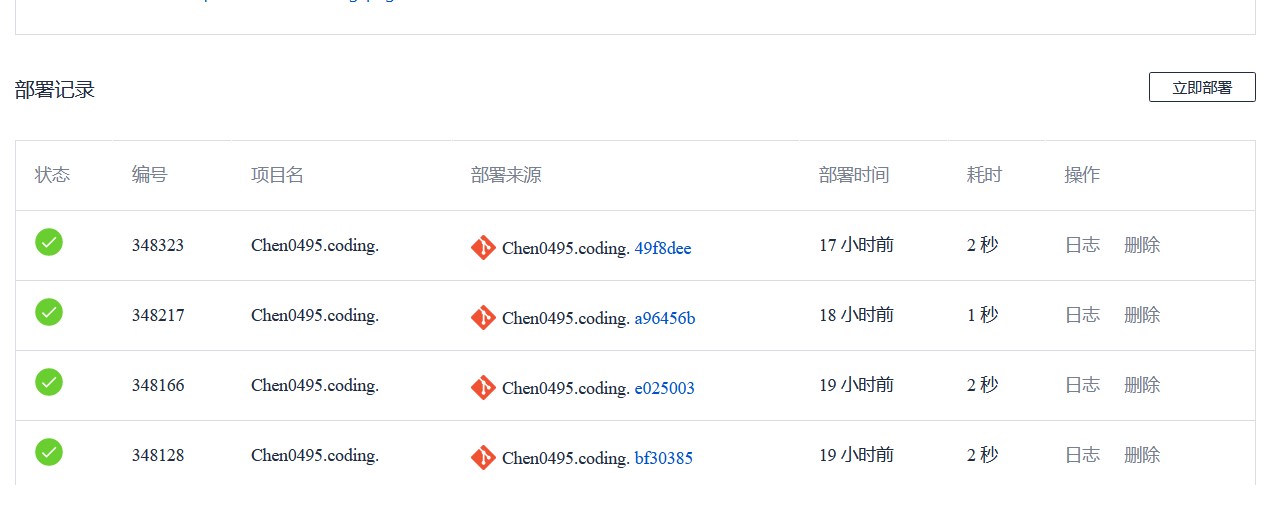 部署记录
立即部署
状态 编号 项目名 部署来源 部署时间 耗时 操作
348323 Chen0495.coding. Chen0495.coding. 49f8dee 17 小时前 2 秒 日志 删除
348217 Chen0495.coding. Chen0495.coding. a96456b 18 小时前 1 秒 日志 删除
348166 Chen0495.coding. Chen0495.coding. e025003 19 小时前 2 秒 日志 删除
348128 Chen0495.coding. Chen0495.coding. bf30385 19 小时前 2 秒 日志 删除